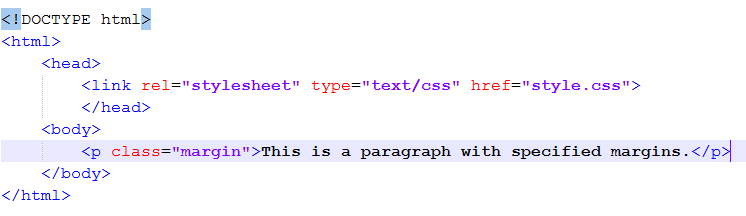 <!DOCTYPE html>
<html>
    <head>
        <link rel="stylesheet" type="text/css" href="style.css">
        </head>
    <body>
        <p class="margin">This is a paragraph with specified margins.</p>
    </body>
</html>